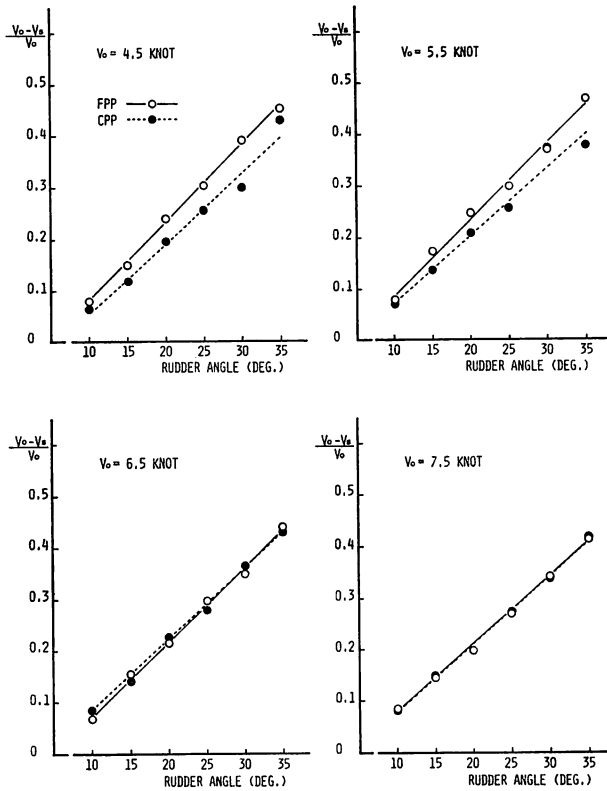 V₀-Vs
V₀
V₀= 4.5 KNOT
0.5
FPP
CPP
0.4
0.3
0.2
0.1
0
10 15 20 25 30 35
RUDDER ANGLE (DEG.)
V₀-Vs
V₀
V₀= 5.5 KNOT
0.5
0.4
0.3
0.2
0.1
0
10 15 20 25 30 35
RUDDER ANGLE (DEG.)
V₀-Vs
V₀
V₀= 6.5 KNOT
0.5
0.4
0.3
0.2
0.1
0
10 15 20 25 30 35
RUDDER ANGLE (DEG.)
V₀-Vs
V₀
V₀= 7.5 KNOT
0.5
0.4
0.3
0.2
0.1
0
10 15 20 25 30 35
RUDDER ANGLE (DEG.)